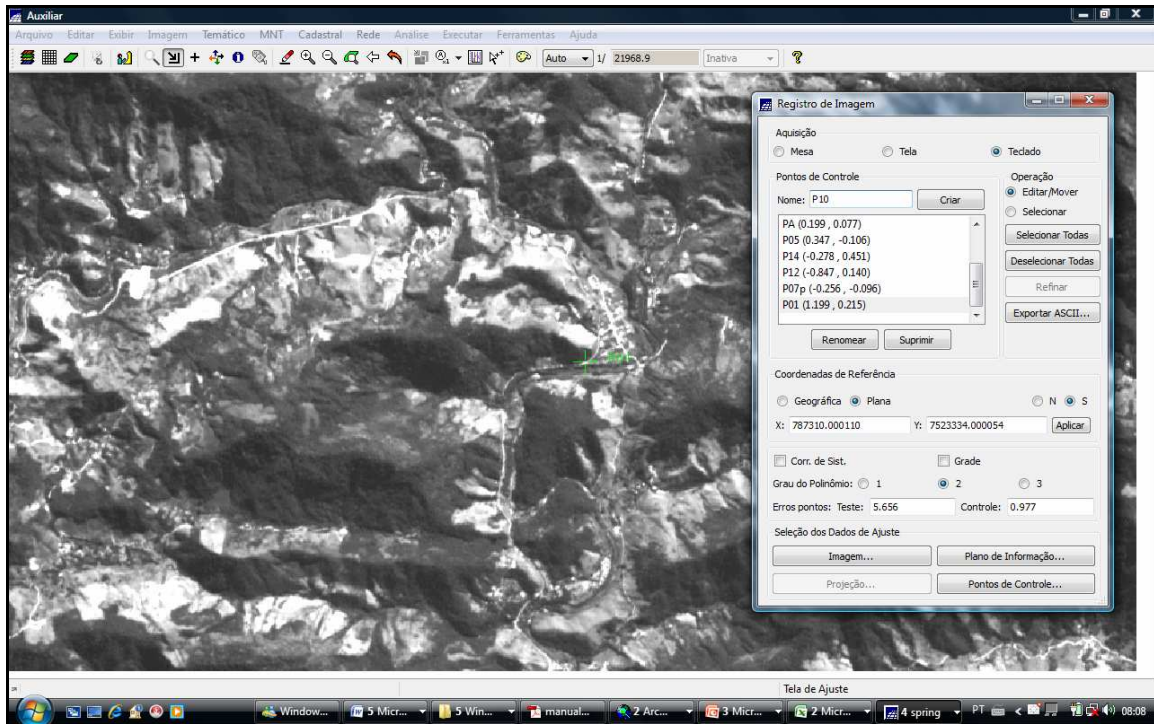 Auxiliar
Arquivo Editar Exibir Imagem Temático MNT Cadastral Rede Análise Executar Ferramentas Ajuda
Auto 1/ 21968.9 Inativa
Registro de Imagem
Aquisição
Mesa Tela Teclado
Pontos de Controle
Nome: P10 Criar
PA (0.199 , 0.077)
P05 (0.347 , -0.106)
P14 (-0.278 , 0.451)
P12 (-0.847 , 0.140)
P07p (-0.256 , -0.096)
P01 (1.199 , 0.215)
Renomear Suprimir
Operação
Editar/Mover
Selecionar
Selecionar Todas
Deselecionar Todas
Refinar
Exportar ASCII...
Coordenadas de Referência
Geográfica Plana N S
X: 787310.000110 Y: 7523334.000054 Aplicar
Corr. de Sist. Grade
Grau do Polinômio: 1 2 3
Erros pontos: Teste: 5.656 Controle: 0.977
Seleção dos Dados de Ajuste
Imagem... Plano de Informação...
Projeção... Pontos de Controle...
Tela de Ajuste
Window... 5 Micr... 5 Win... manual... 2 Arc... 3 Micr... 2 Micr... 4 spring PT 08:08